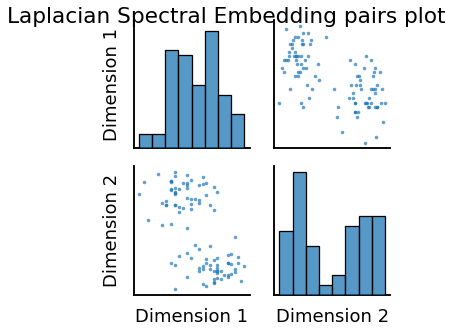 Laplacian Spectral Embedding pairs plot
Dimension 1
Dimension 2
Dimension 1
Dimension 2